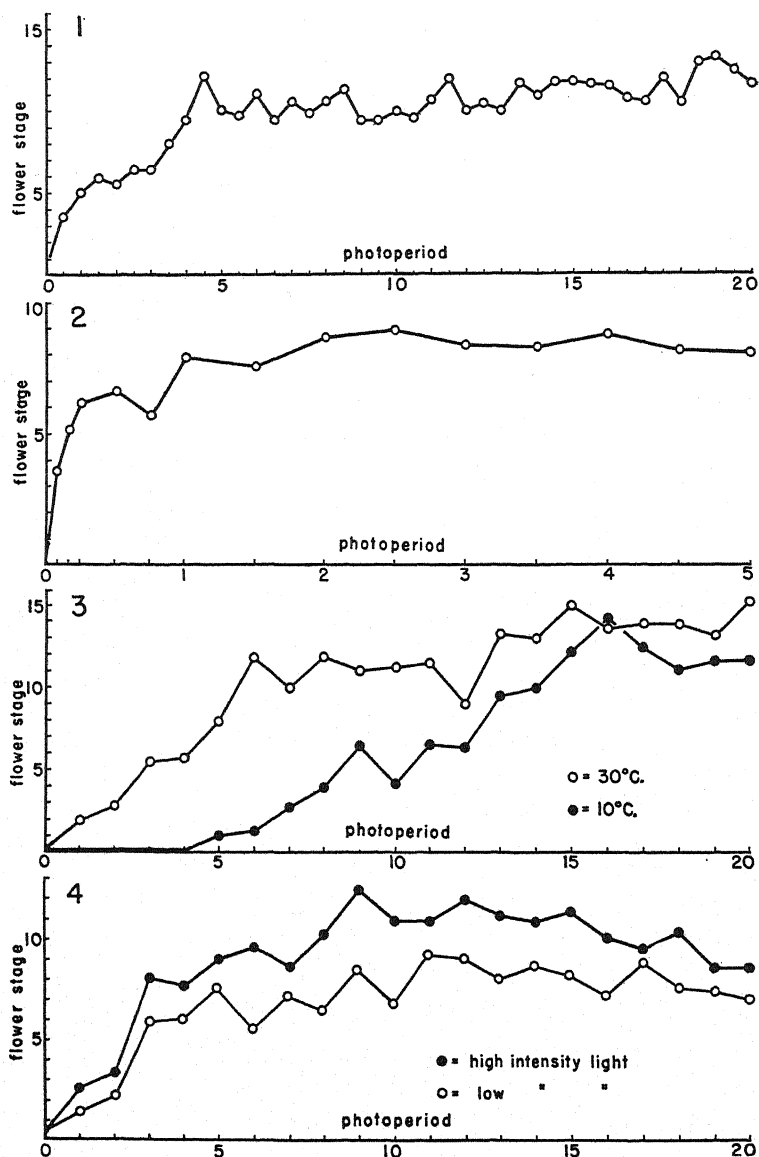 1
15
5
flower stage
photoperiod
5 10 15 20
2
10
5
flower stage
photoperiod
0 1 2 3 4 5
3
15
10
5
flower stage
○ = 30°C.
● = 10°C.
photoperiod
0 5 10 15 20
4
10
5
flower stage
● = high intensity light
○ = low " "
photoperiod
0 5 10 15 20